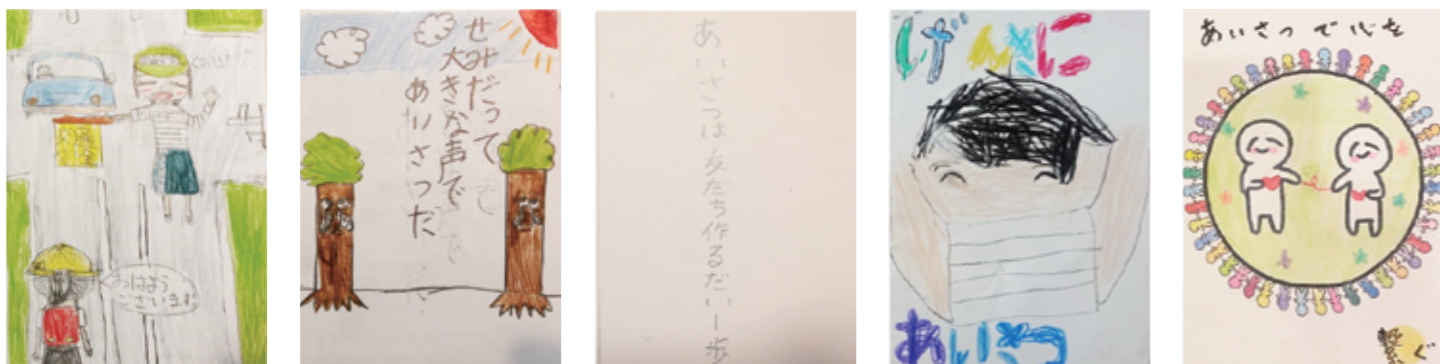 おはよう
ございます
せみだって
大きな声で
あいさつだ
あいさつは友だち作るだい一歩
げんきに
あいさつ
あいさつで心を
繋ぐ